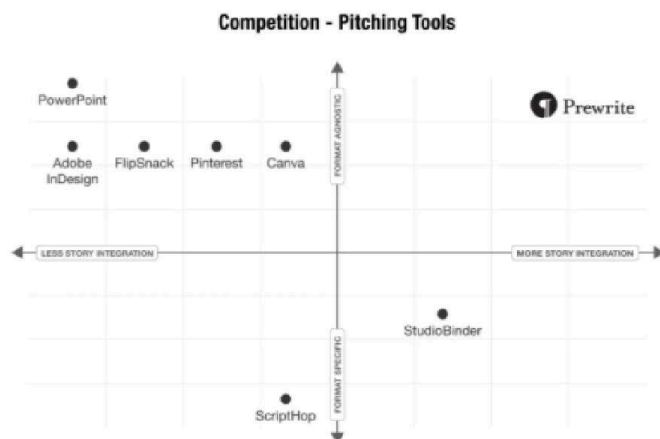 Competition - Pitching Tools
PowerPoint
Prewrite
FORMAT AGNOSTIC
Adobe
InDesign
FlipSnack
Pinterest
Canva
LESS STORY INTEGRATION
MORE STORY INTEGRATION
StudioBinder
FORMAT SPECIFIC
ScriptHop